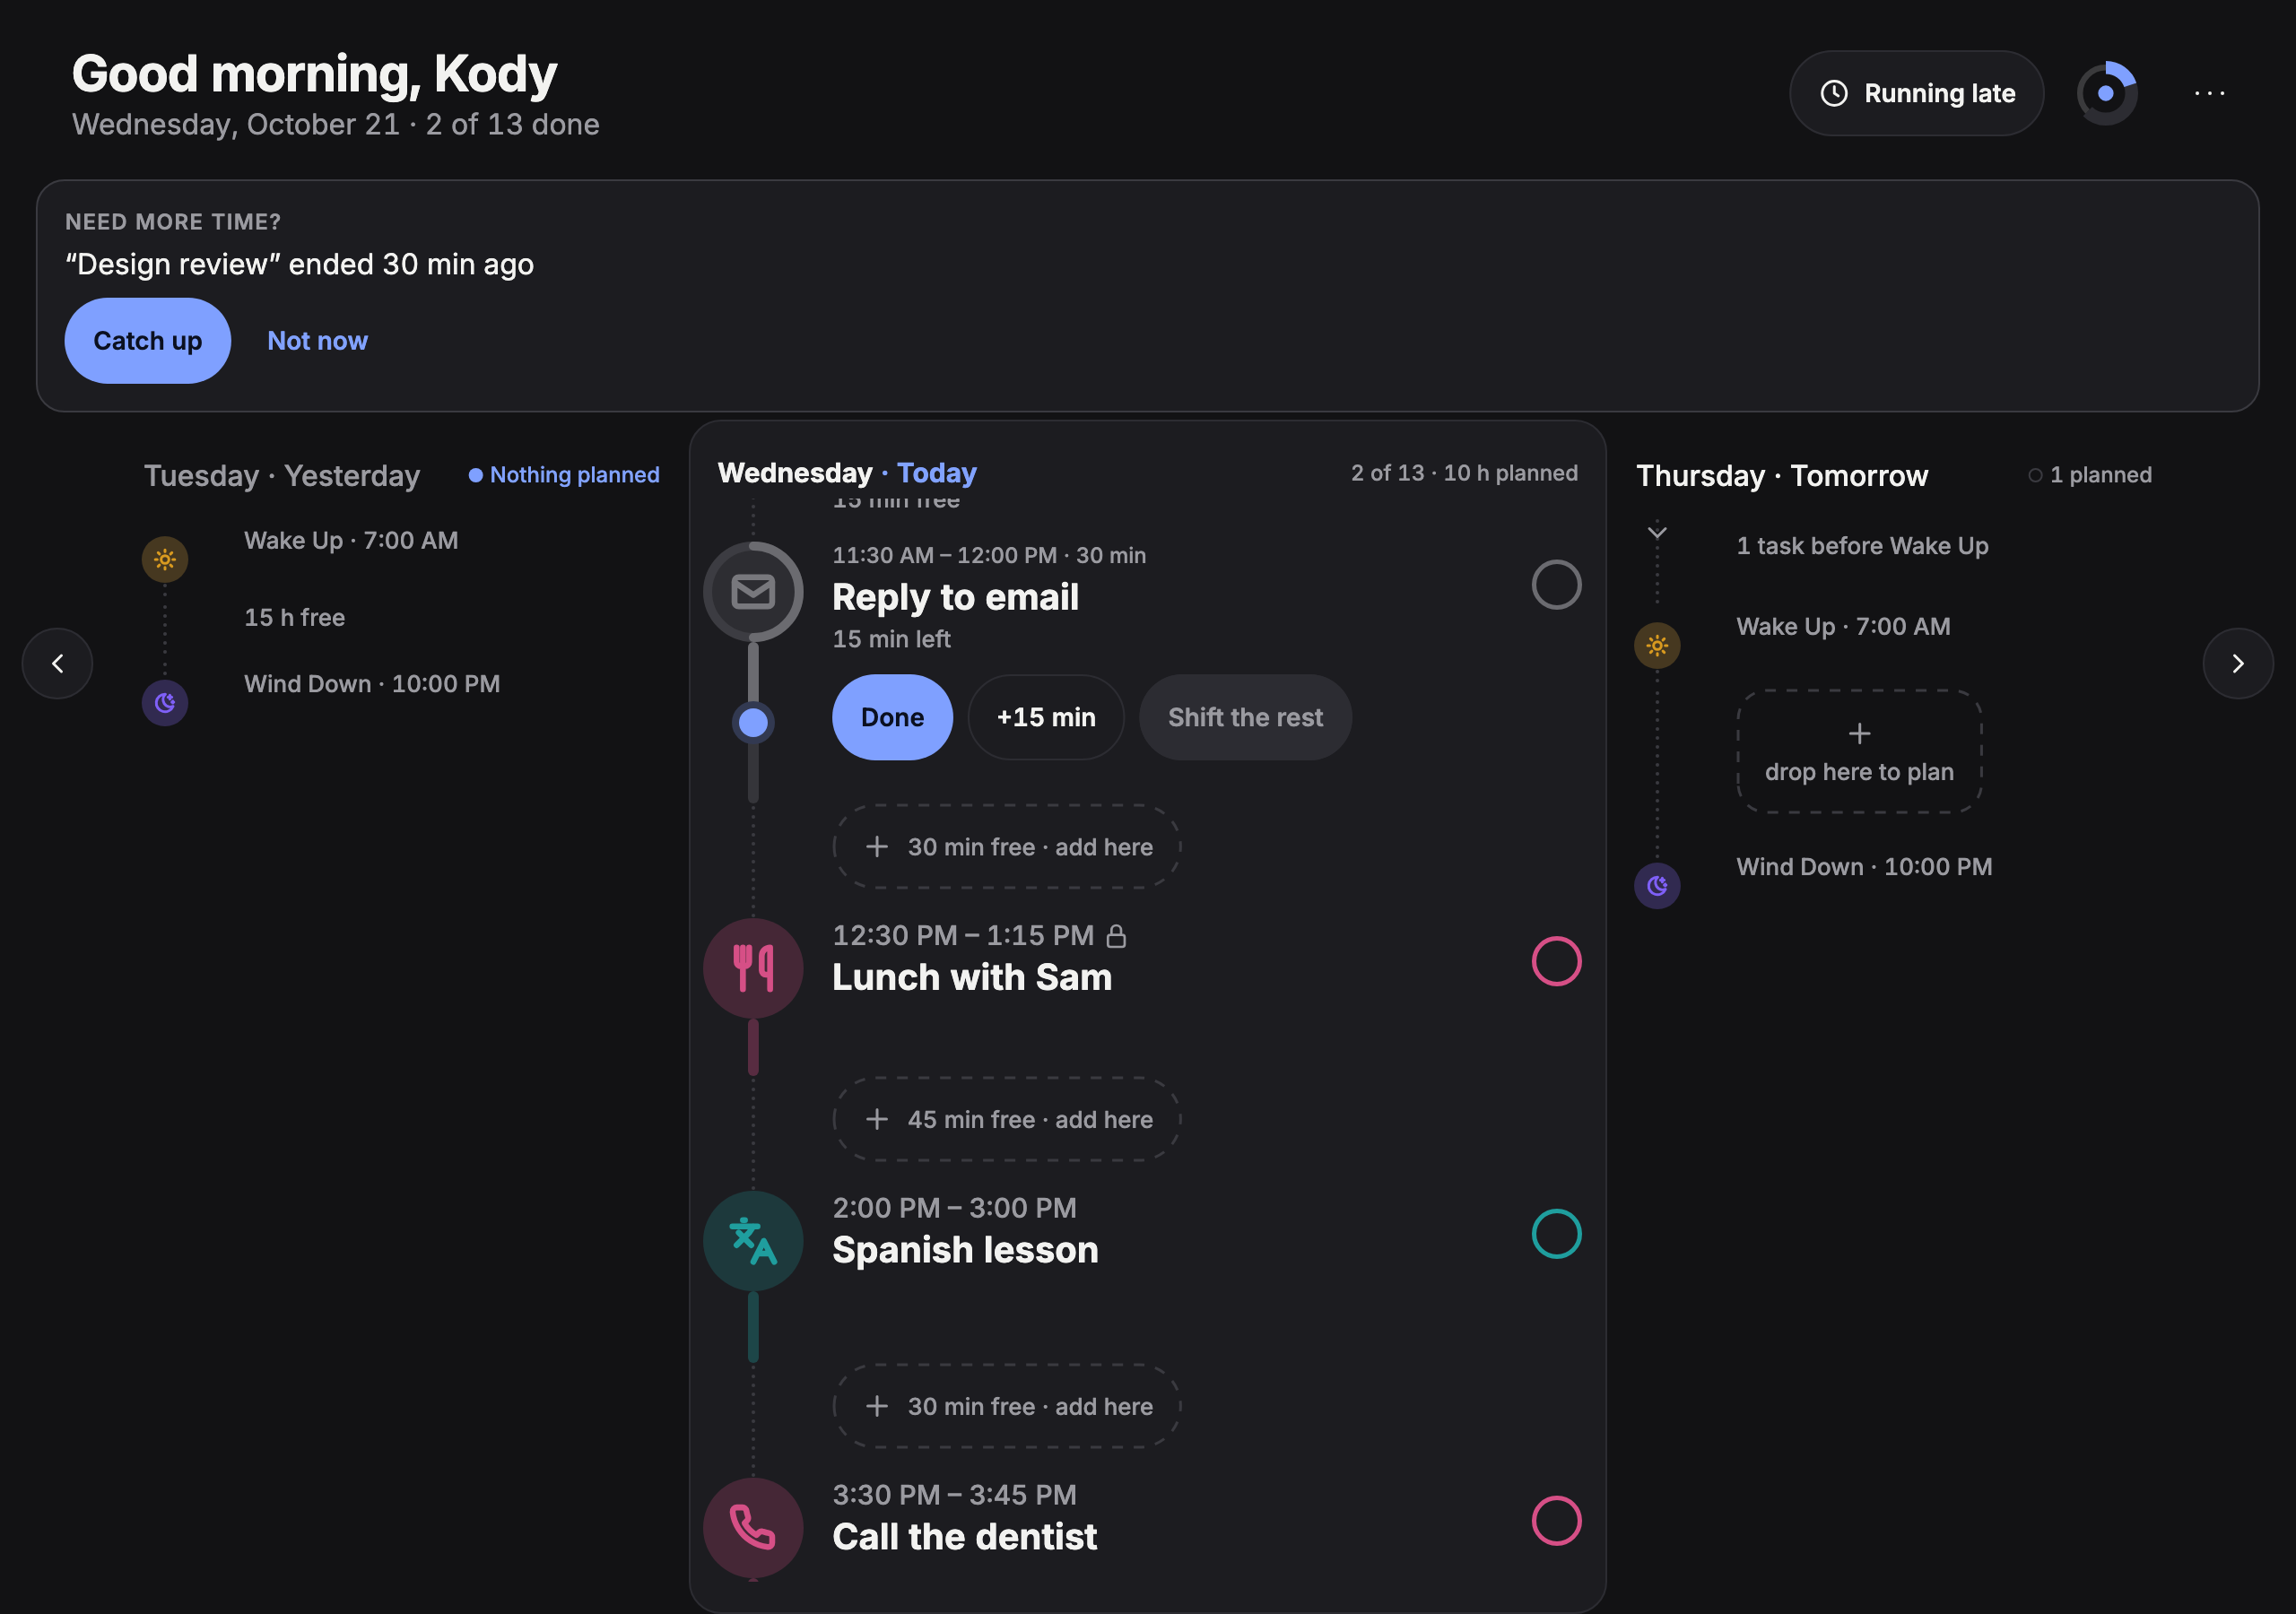 Good morning, Kody
Wednesday, October 21 · 2 of 13 done
Running late
NEED MORE TIME?
“Design review” ended 30 min ago
Catch up
Not now
Tuesday · Yesterday
Nothing planned
Wake Up · 7:00 AM
15 h free
Wind Down · 10:00 PM
Wednesday · Today
2 of 13 · 10 h planned
15 min free
11:30 AM – 12:00 PM · 30 min
Reply to email
15 min left
Done
+15 min
Shift the rest
30 min free · add here
12:30 PM – 1:15 PM
Lunch with Sam
45 min free · add here
2:00 PM – 3:00 PM
Spanish lesson
30 min free · add here
3:30 PM – 3:45 PM
Call the dentist
Thursday · Tomorrow
1 planned
1 task before Wake Up
Wake Up · 7:00 AM
drop here to plan
Wind Down · 10:00 PM